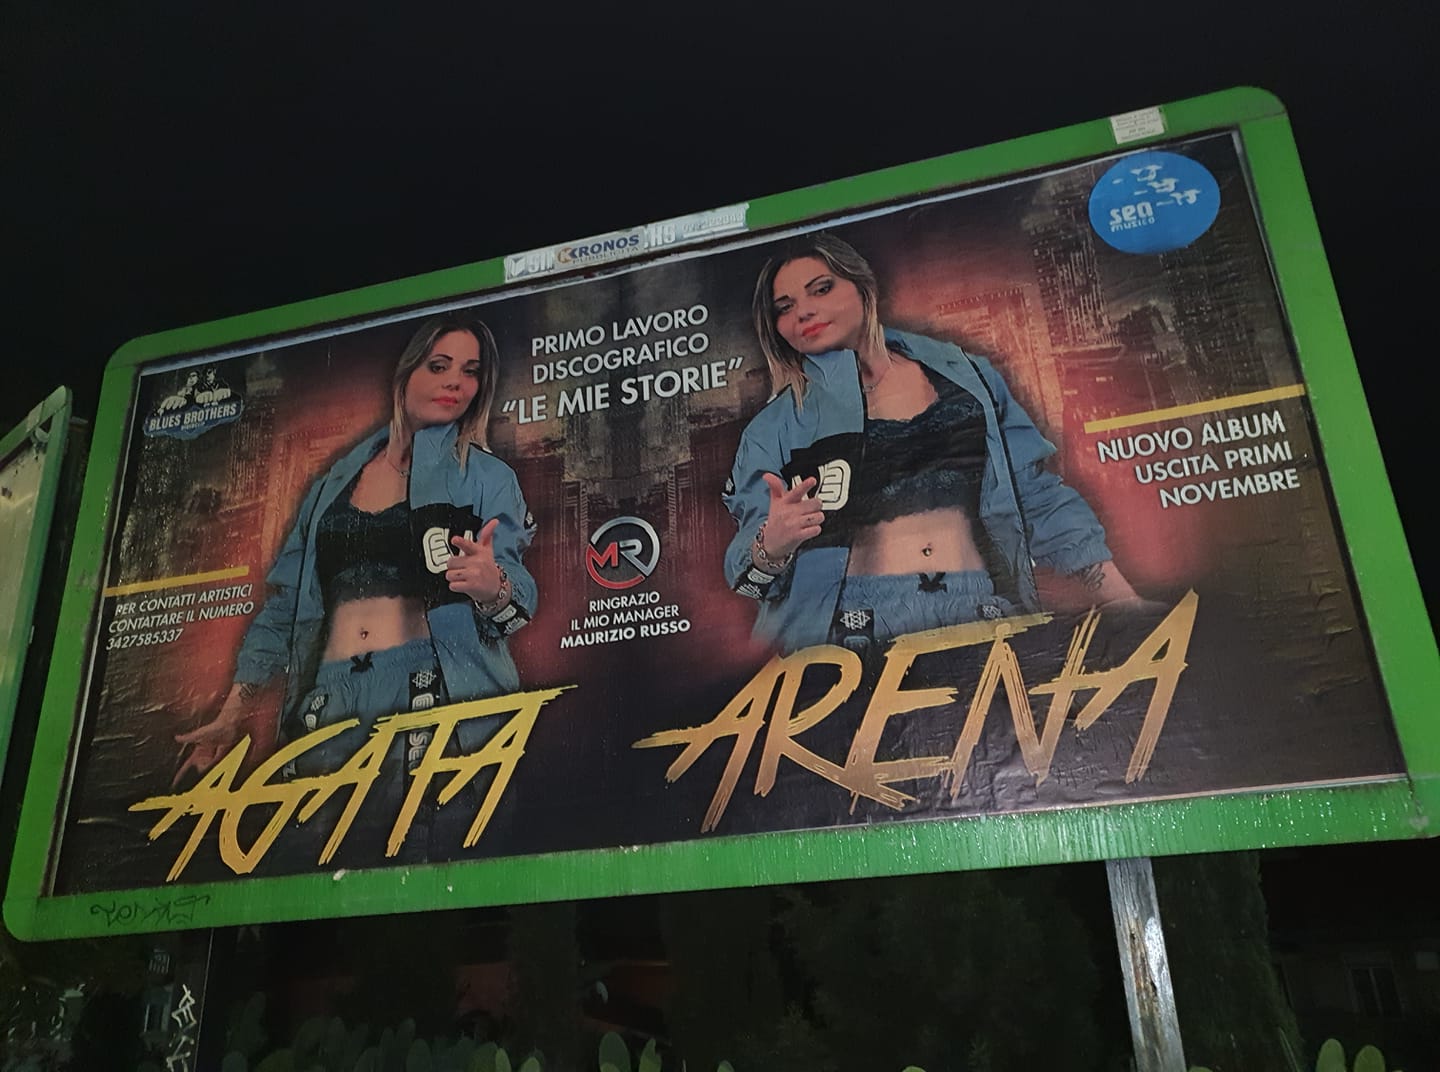 KRONOS
PUBBLICITÀ
sea
musica
BLUES BROTHERS
PRIMO LAVORO
DISCOGRAFICO
"LE MIE STORIE"
NUOVO ALBUM
USCITA PRIMI
NOVEMBRE
PER CONTATTI ARTISTICI
CONTATTARE IL NUMERO
3427585337
MR
RINGRAZIO
IL MIO MANAGER
MAURIZIO RUSSO
AGATA ARENA